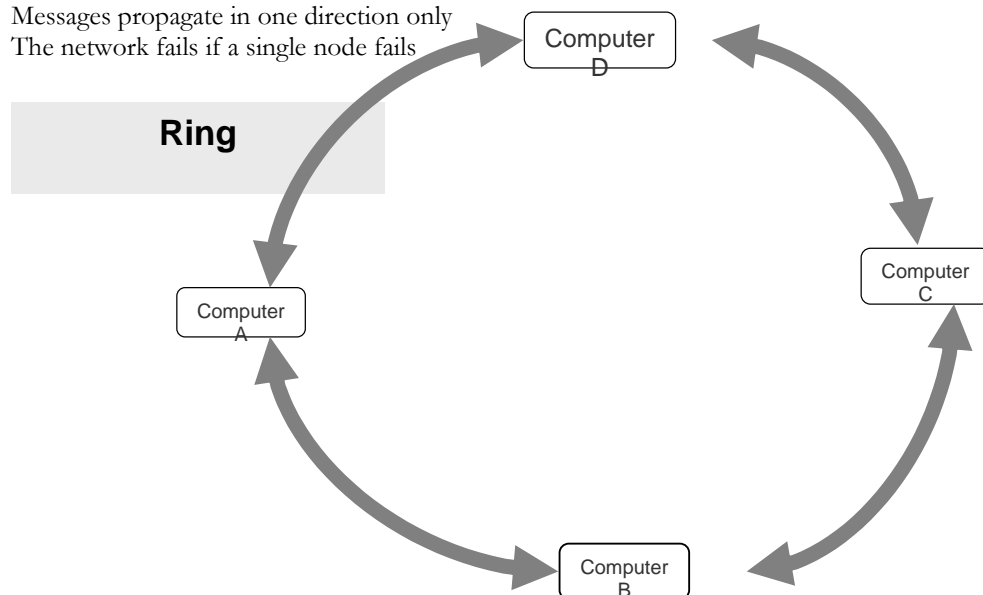 Messages propagate in one direction only
The network fails if a single node fails
Ring
Computer
D
Computer
C
Computer
A
Computer
B